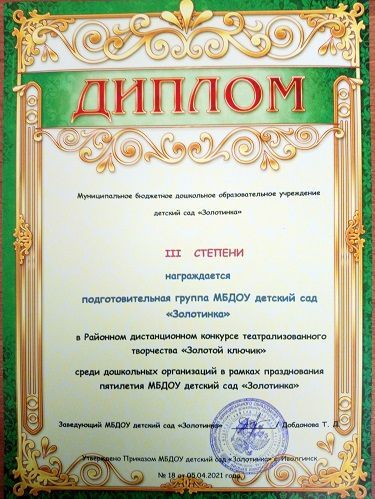 ДИПЛОМ
Муниципальное бюджетное дошкольное образовательное учреждение
детский сад «Золотинка»
III СТЕПЕНИ
награждается
подготовительная группа МБДОУ детский сад
«Золотинка»
в Районном дистанционном конкурсе театрализованного
творчества «Золотой ключик»
среди дошкольных организаций в рамках празднования
пятилетия МБДОУ детский сад «Золотинка»
Заведующий МБДОУ детский сад «Золотинка» / Добданова Т. Д.
Утверждено Приказом МБДОУ детский сад «Золотинка» с. Иволгинск
№ 18 от 05.04.2021 года